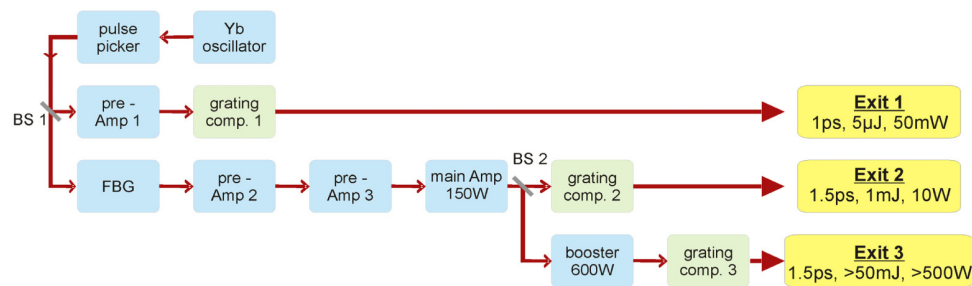 pulse
picker
Yb
oscillator
BS 1
pre -
Amp 1
grating
comp. 1
Exit 1
1ps, 5µJ, 50mW
FBG
pre -
Amp 2
pre -
Amp 3
main Amp
150W
BS 2
grating
comp. 2
Exit 2
1.5ps, 1mJ, 10W
booster
600W
grating
comp. 3
Exit 3
1.5ps, >50mJ, >500W